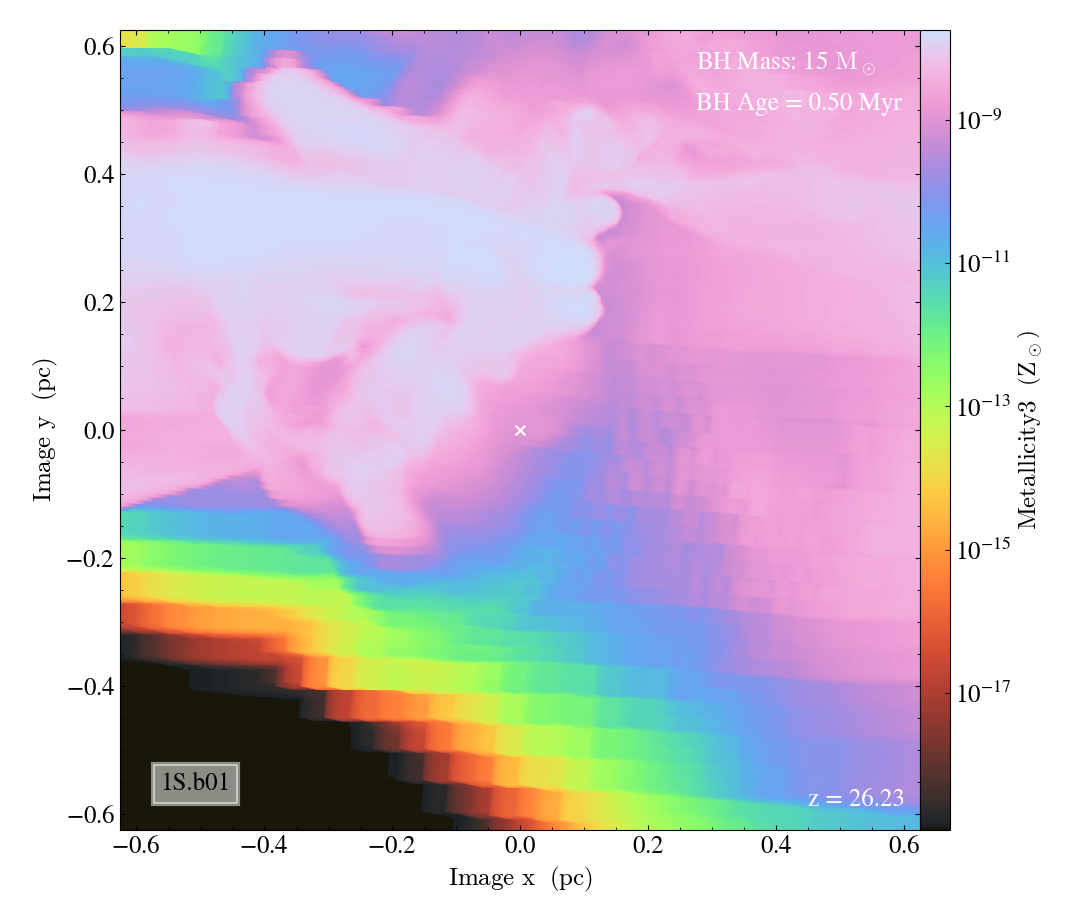 BH Mass: 15 M⊙
BH Age = 0.50 Myr
0.6
0.4
0.2
0.0
−0.2
−0.4
−0.6
Image y (pc)
10⁻⁹
10⁻¹¹
10⁻¹³
10⁻¹⁵
10⁻¹⁷
Metallicity3 (Z⊙)
1S.b01
z = 26.23
−0.6 −0.4 −0.2 0.0 0.2 0.4 0.6
Image x (pc)